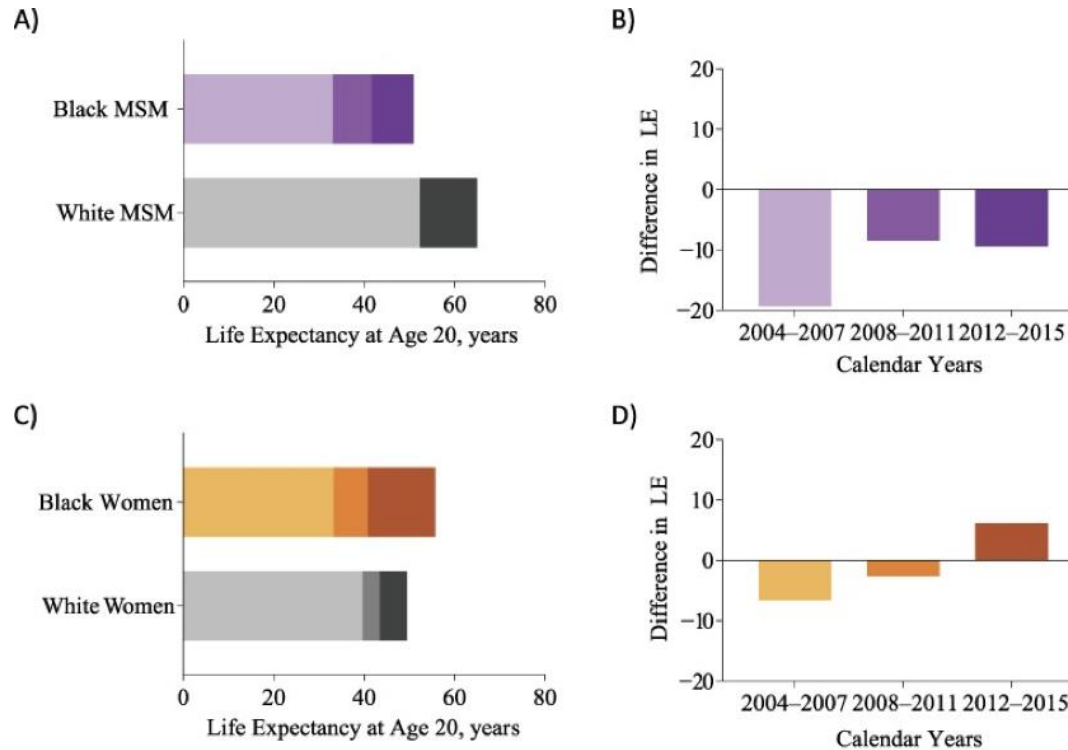 A)
Black MSM
White MSM
0 20 40 60 80
Life Expectancy at Age 20, years
B)
Difference in LE
20
10
0
−10
−20
2004–2007 2008–2011 2012–2015
Calendar Years
C)
Black Women
White Women
0 20 40 60 80
Life Expectancy at Age 20, years
D)
Difference in LE
20
10
0
−10
−20
2004–2007 2008–2011 2012–2015
Calendar Years